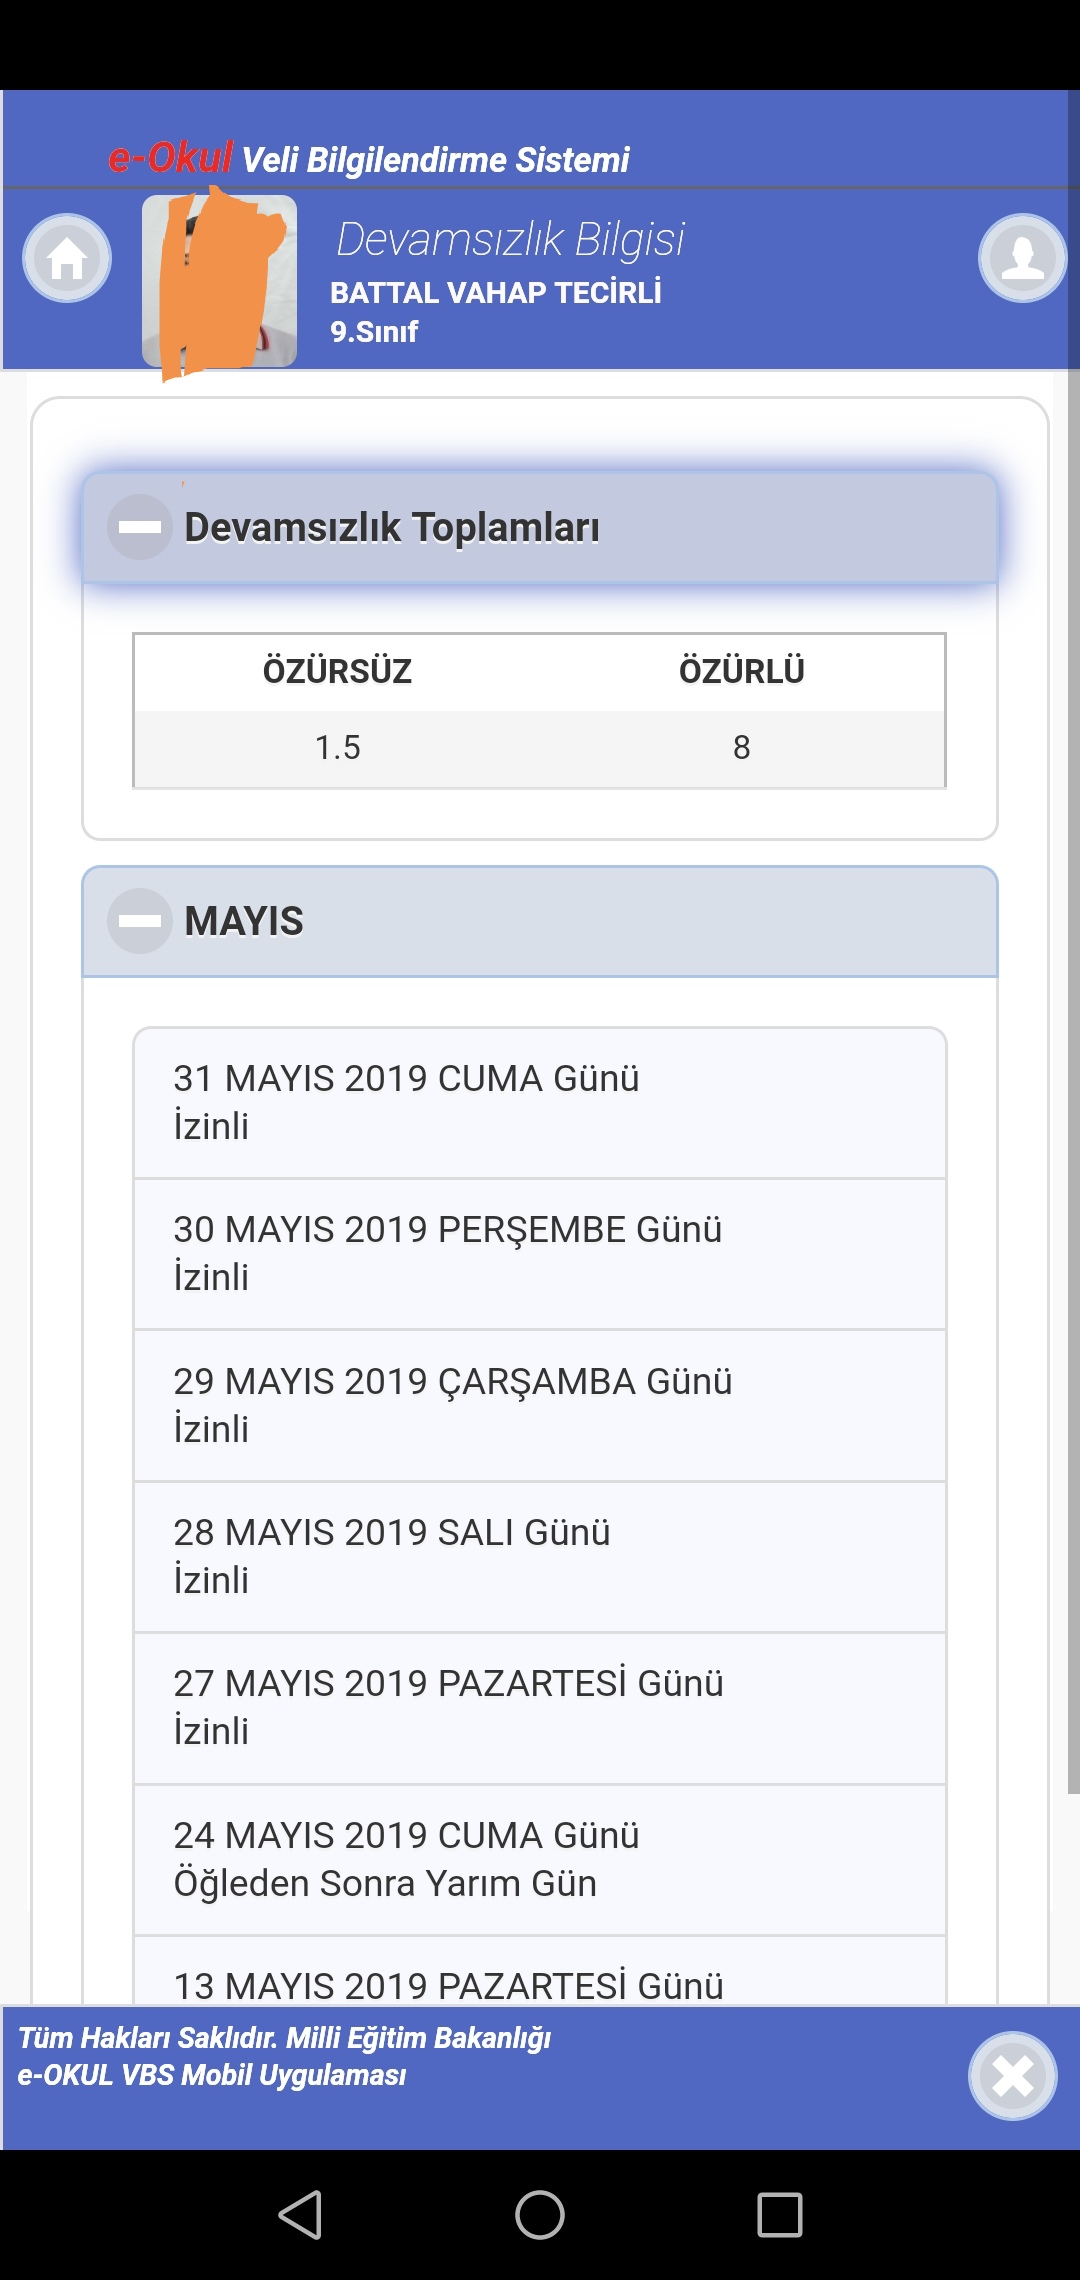 e-Okul Veli Bilgilendirme Sistemi
Devamsızlık Bilgisi
BATTAL VAHAP TECİRLİ
9.Sınıf
Devamsızlık Toplamları
ÖZÜRSÜZ ÖZÜRLÜ
1.5 8
MAYIS
31 MAYIS 2019 CUMA Günü
İzinli
30 MAYIS 2019 PERŞEMBE Günü
İzinli
29 MAYIS 2019 ÇARŞAMBA Günü
İzinli
28 MAYIS 2019 SALI Günü
İzinli
27 MAYIS 2019 PAZARTESİ Günü
İzinli
24 MAYIS 2019 CUMA Günü
Öğleden Sonra Yarım Gün
13 MAYIS 2019 PAZARTESİ Günü
Tüm Hakları Saklıdır. Milli Eğitim Bakanlığı
e-OKUL VBS Mobil Uygulaması